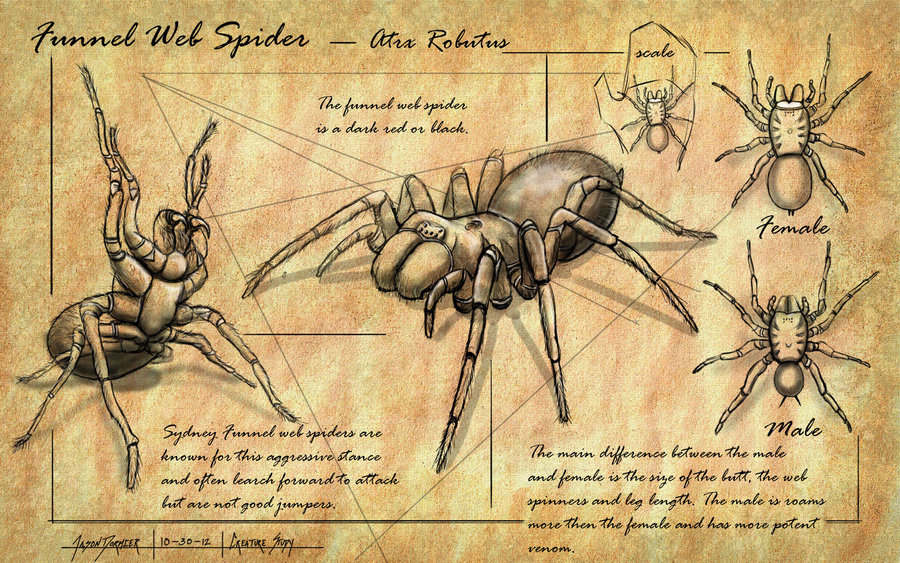 Funnel Web Spider — Atrx Robutus
scale
The funnel web spider
is a dark red or black.
Female
Male
Sydney Funnel web spiders are
known for this aggressive stance
and often learch forward to attack
but are not good jumpers.
The main difference between the male
and female is the size of the butt, the web
spinners and leg length. The male is roams
more then the female and has more potent
venom.
Jason Dormier | 10-30-12 | Creature Study